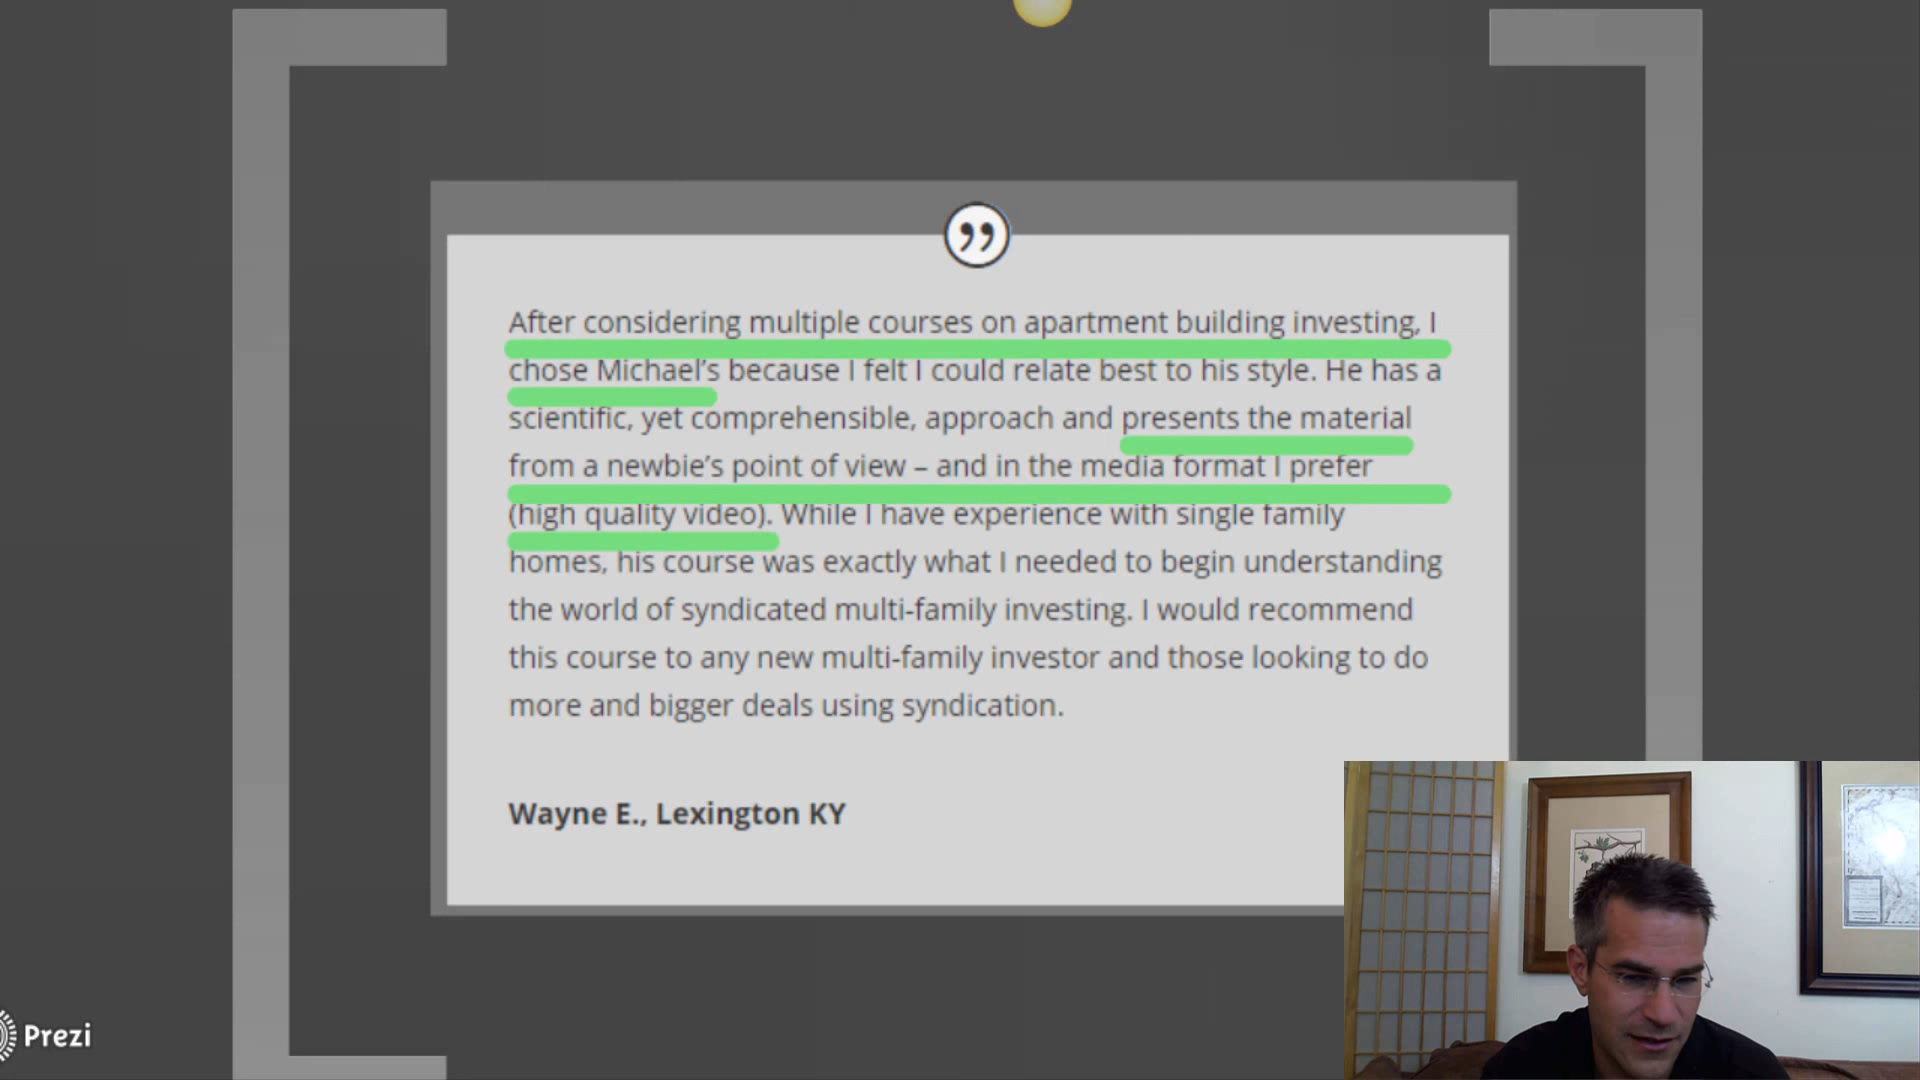 ”
After considering multiple courses on apartment building investing, I
chose Michael’s because I felt I could relate best to his style. He has a
scientific, yet comprehensible, approach and presents the material
from a newbie’s point of view – and in the media format I prefer
(high quality video). While I have experience with single family
homes, his course was exactly what I needed to begin understanding
the world of syndicated multi-family investing. I would recommend
this course to any new multi-family investor and those looking to do
more and bigger deals using syndication.
Wayne E., Lexington KY
Prezi